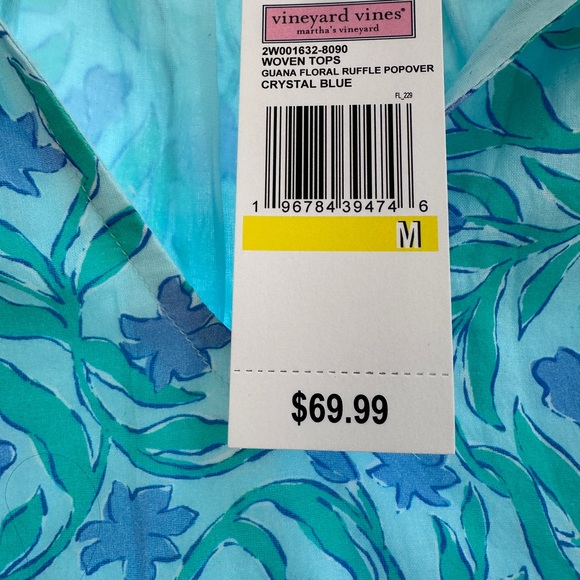 vineyard vines®
martha's vineyard
2W001632-8090
WOVEN TOPS
GUANA FLORAL RUFFLE POPOVER
CRYSTAL BLUE
FL_229
1 96784 39474 6
M
$69.99